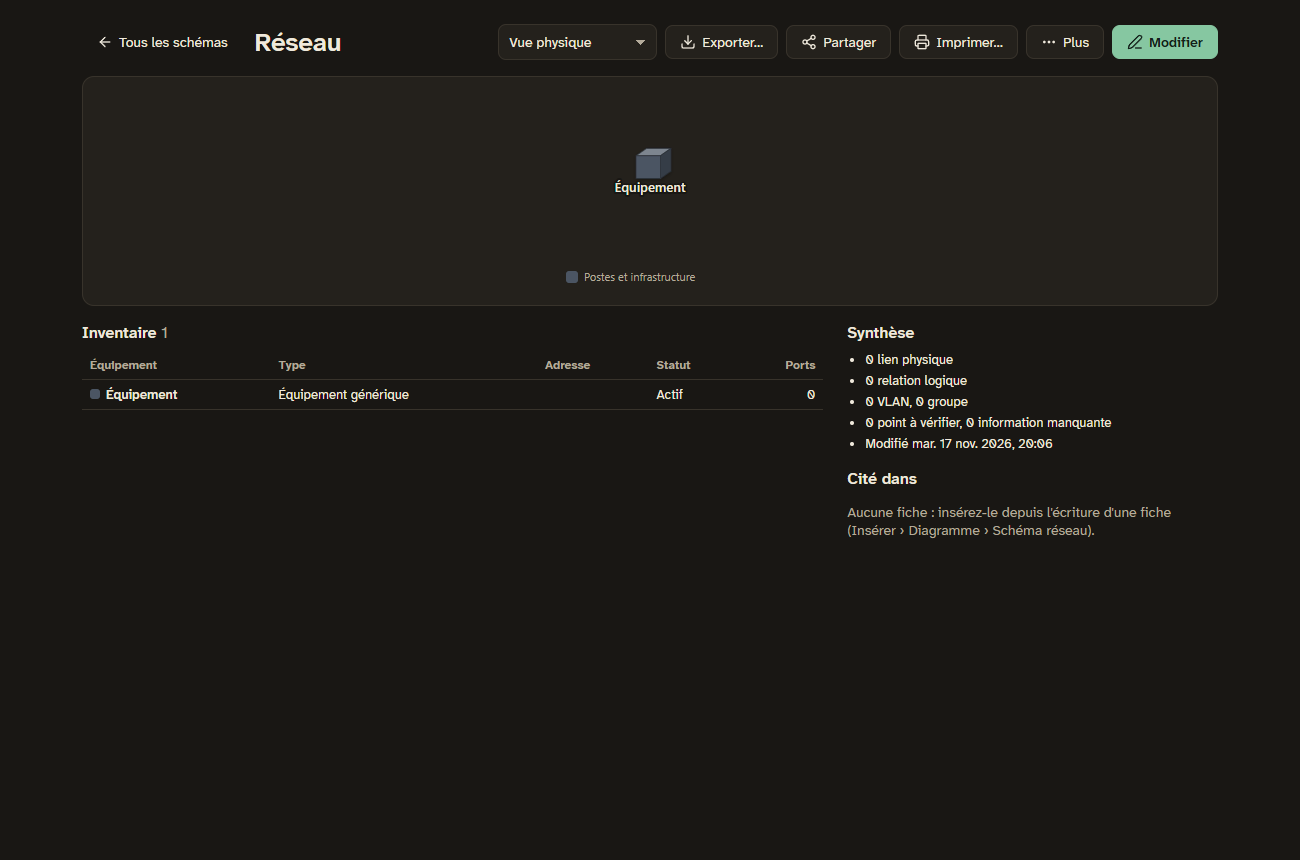 Tous les schémas
Réseau
Vue physique
Exporter...
Partager
Imprimer...
Plus
Modifier
Équipement
Postes et infrastructure
Inventaire 1
Équipement Type Adresse Statut Ports
Équipement Équipement générique Actif 0
Synthèse
• 0 lien physique
• 0 relation logique
• 0 VLAN, 0 groupe
• 0 point à vérifier, 0 information manquante
• Modifié mar. 17 nov. 2026, 20:06
Cité dans
Aucune fiche : insérez-le depuis l'écriture d'une fiche
(Insérer › Diagramme › Schéma réseau).